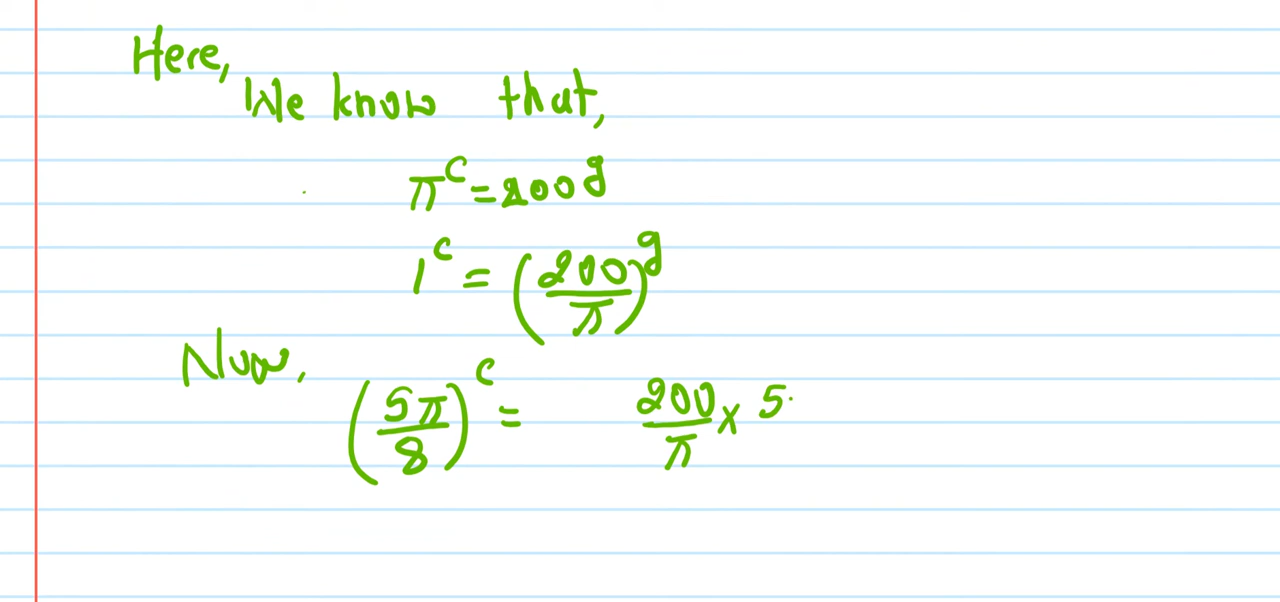 Here,
We know that,
π^c = 200^g
1^c = (200/π)^g
Now,
(5π/8)^c = 200/π × 5